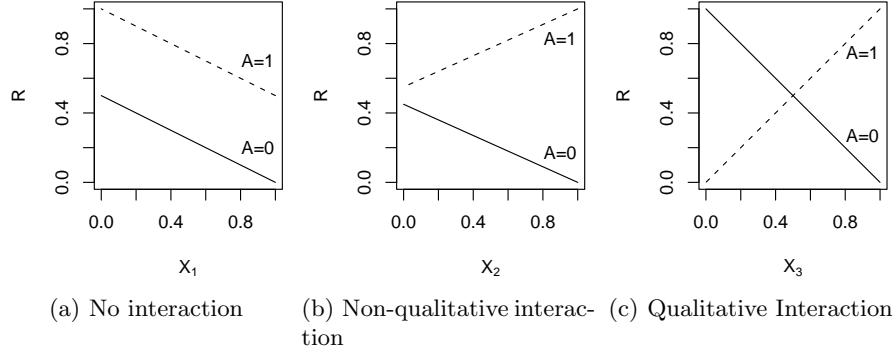 0.0 0.4 0.8
R
A=1
A=0
0.0 0.4 0.8
X1
(a) No interaction
0.0 0.4 0.8
R
A=1
A=0
0.0 0.4 0.8
X2
(b) Non-qualitative interac-
tion
0.0 0.4 0.8
R
A=1
A=0
0.0 0.4 0.8
X3
(c) Qualitative Interaction